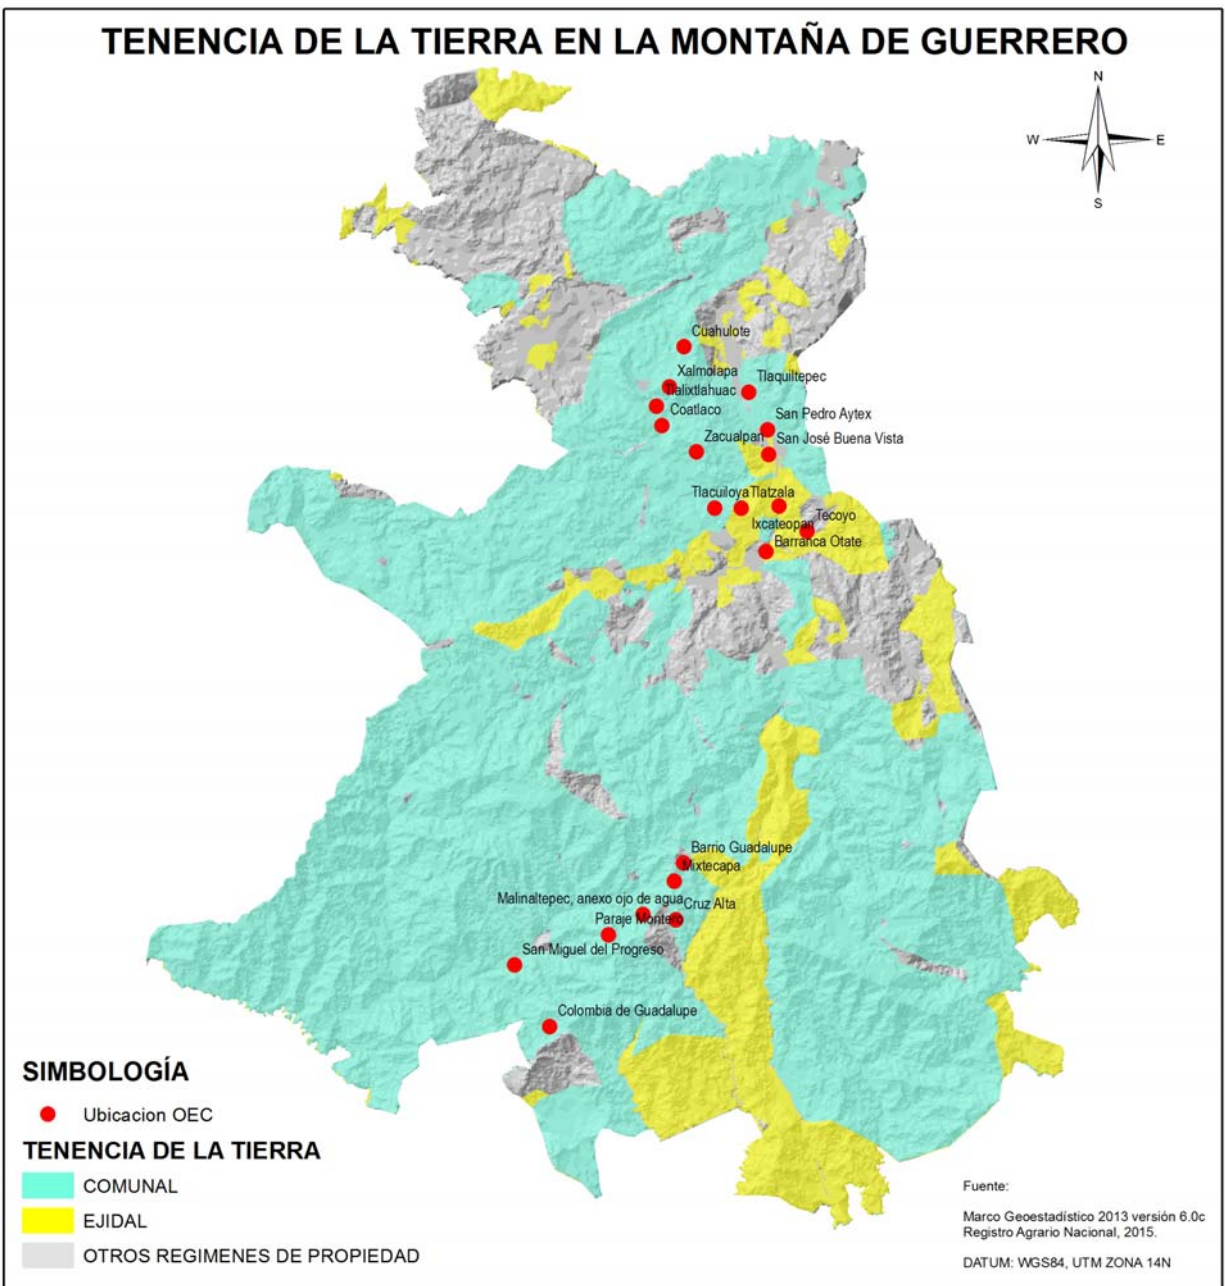 TENENCIA DE LA TIERRA EN LA MONTAÑA DE GUERRERO
N
W
E
S
Cuahulote
Xalmolapa
Tlaquiltepec
Tlalixtlahuac
Coatlaco
San Pedro Aytex
Zacualpan
San José Buena Vista
Tlacuiloya
Tlatzala
Tecoyo
Ixcateopan
Barranca Otate
Barrio Guadalupe
Mixtecapa
Malinaltepec, anexo ojo de agua
Cruz Alta
Paraje Montero
San Miguel del Progreso
Colombia de Guadalupe
SIMBOLOGÍA
Ubicacion OEC
TENENCIA DE LA TIERRA
COMUNAL
EJIDAL
OTROS REGIMENES DE PROPIEDAD
Fuente:
Marco Geoestadístico 2013 versión 6.0c
Registro Agrario Nacional, 2015.
DATUM: WGS84, UTM ZONA 14N